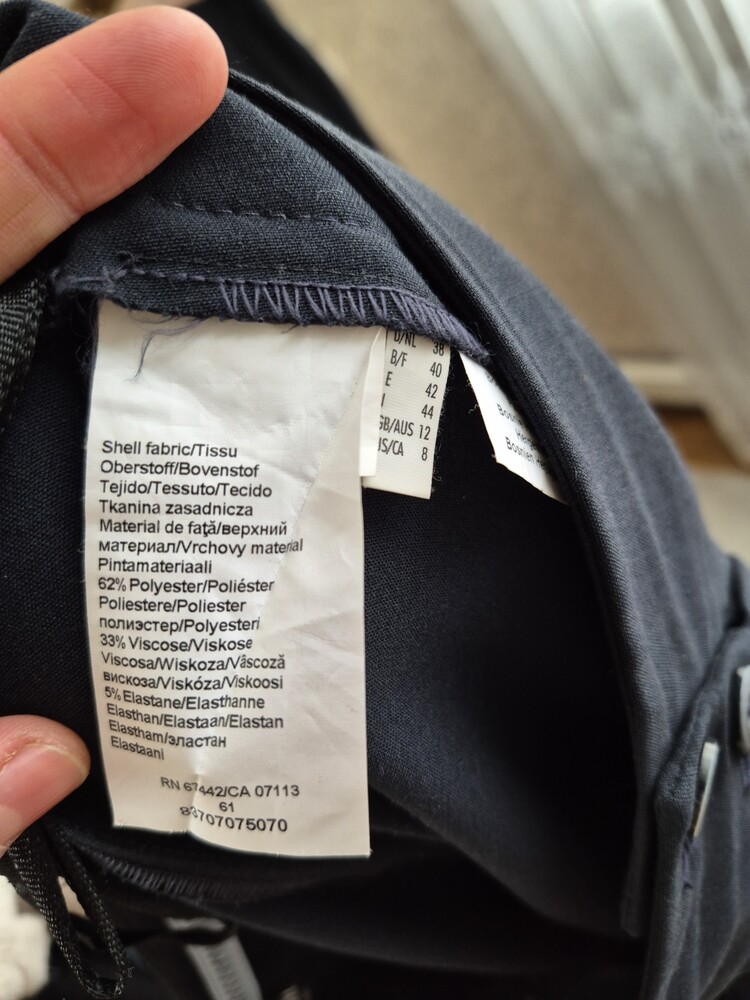 Shell fabric/Tissu
Oberstoff/Bovenstof
Tejido/Tessuto/Tecido
Tkanina zasadnicza
Material de faţă/верхний
материал/Vrchovy material
Pintamateriaali
62% Polyester/Poliéster
Poliestere/Poliester
полиэстер/Polyesteri
33% Viscose/Viskose
Viscosa/Wiskoza/Vâscoză
вискоза/Viskóza/Viskoosi
5% Elastane/Elasthanne
Elasthan/Elastaan/Elastan
Elastham/эластан
Elastaani
RN 67442/CA 07113
61
83707075070
D/NL 38
B/F 40
E 42
I 44
GB/AUS 12
US/CA 8